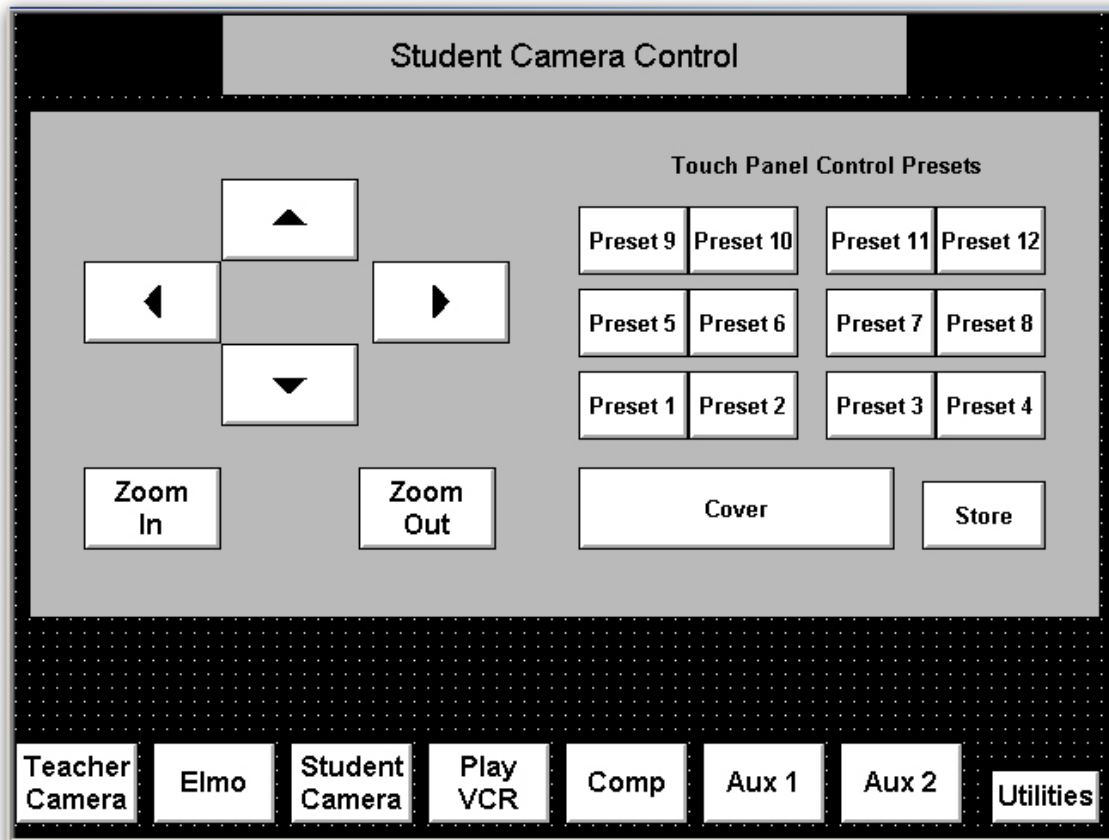 Student Camera Control
Touch Panel Control Presets
Preset 9 Preset 10 Preset 11 Preset 12
Preset 5 Preset 6 Preset 7 Preset 8
Preset 1 Preset 2 Preset 3 Preset 4
Zoom
In
Zoom
Out
Cover
Store
Teacher
Camera
Elmo
Student
Camera
Play
VCR
Comp
Aux 1
Aux 2
Utilities